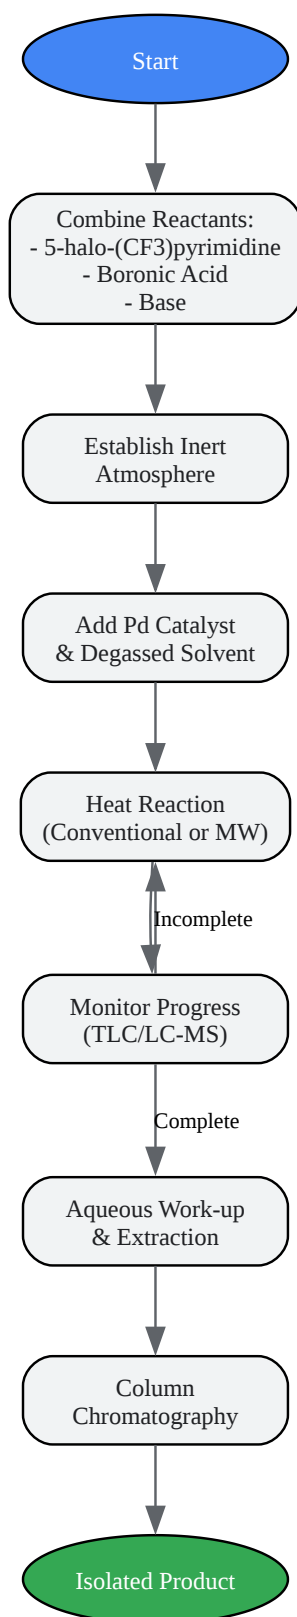 Start
Combine Reactants:
- 5-halo-(CF3)pyrimidine
- Boronic Acid
- Base
Establish Inert
Atmosphere
Add Pd Catalyst
& Degassed Solvent
Heat Reaction
(Conventional or MW)
Incomplete
Monitor Progress
(TLC/LC-MS)
Complete
Aqueous Work-up
& Extraction
Column
Chromatography
Isolated Product